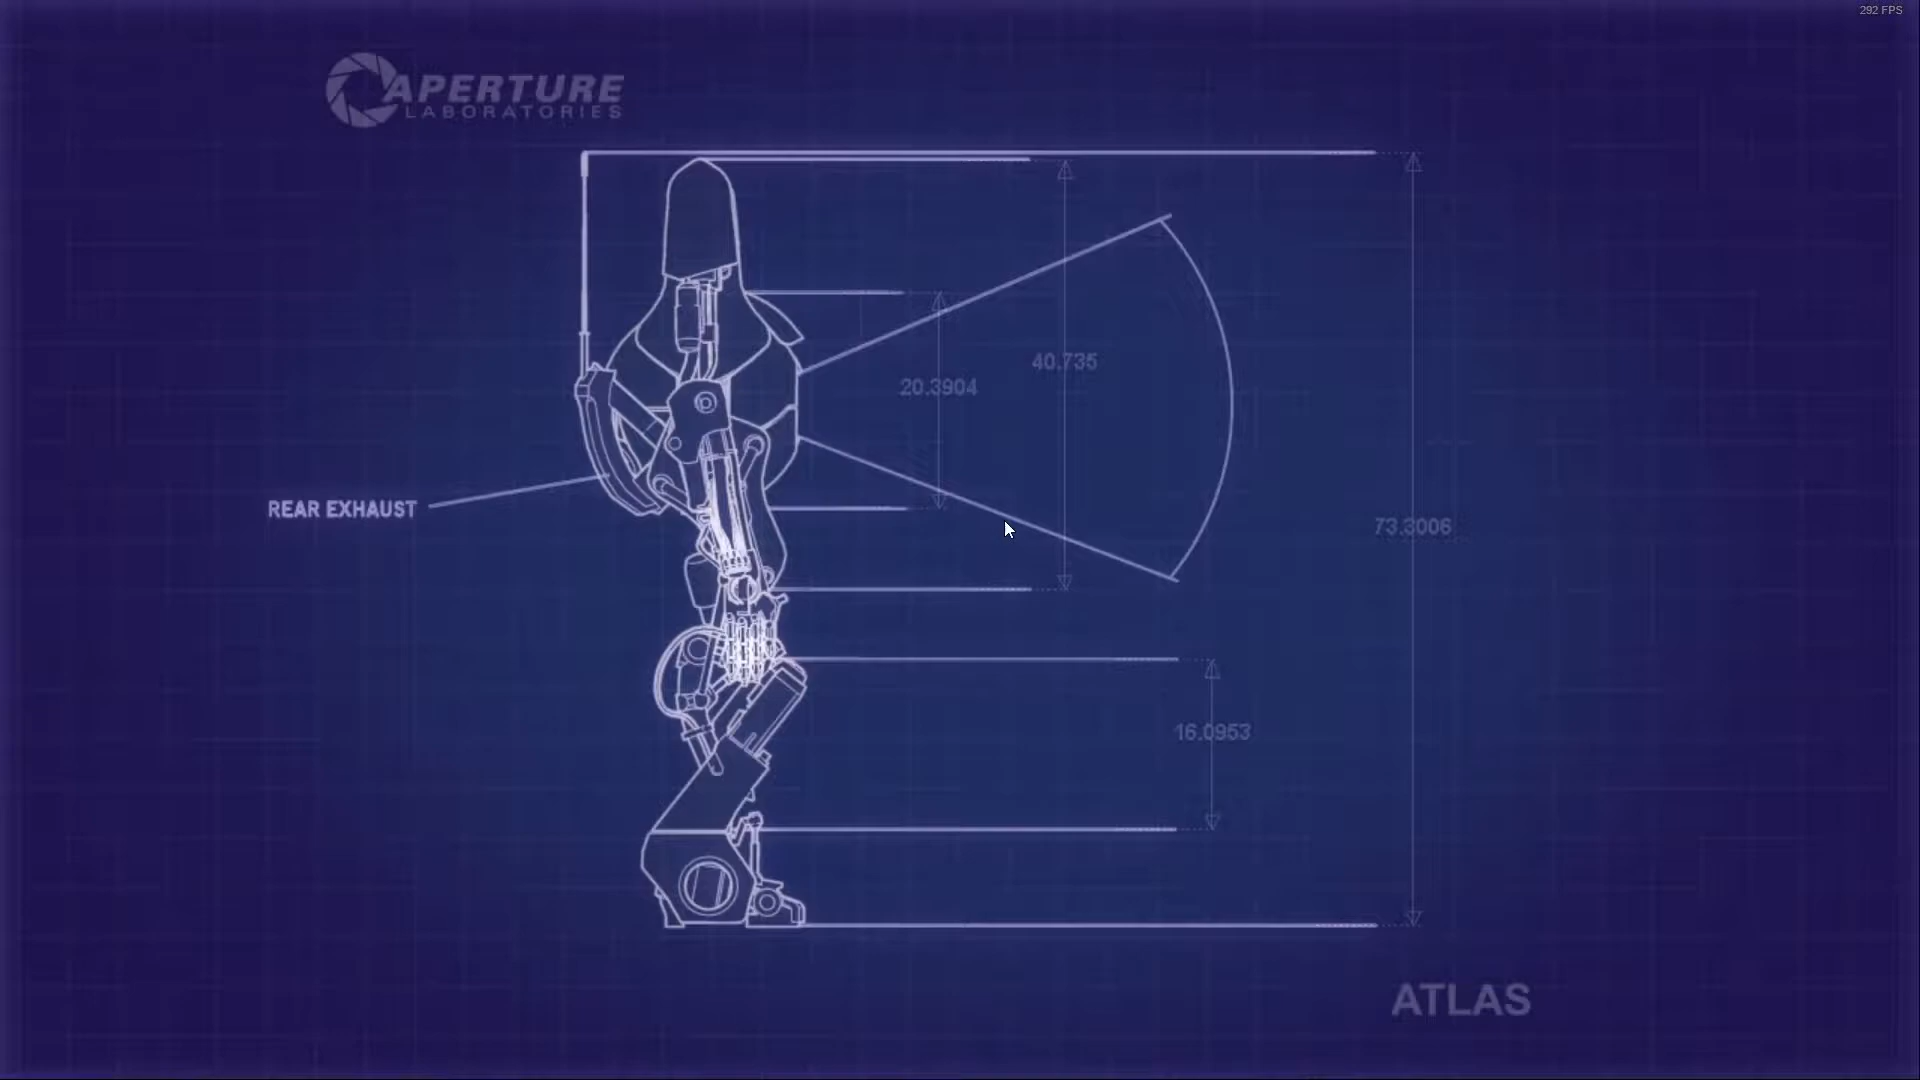 292 FPS
APERTURE
LABORATORIES
40.735
20.3904
REAR EXHAUST
73.3006
16.0953
ATLAS